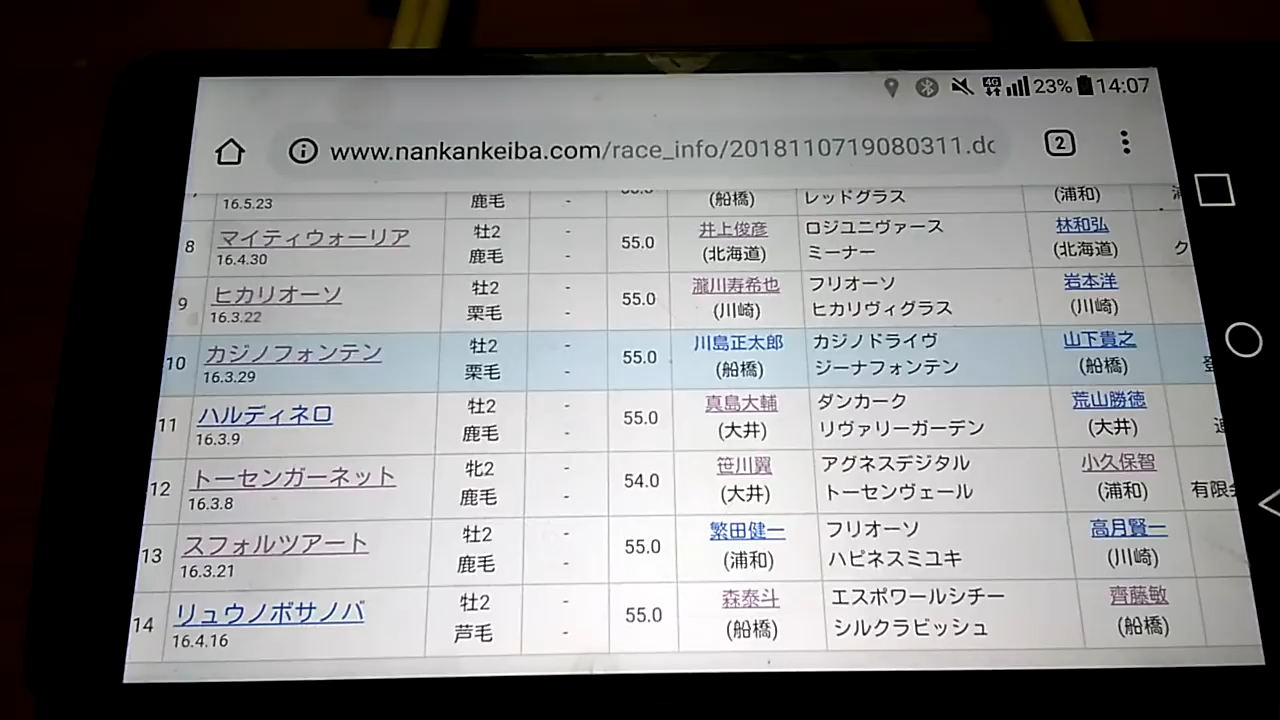 23% 14:07
www.nankankeiba.com/race_info/2018110719080311.dc
2
16.5.23 鹿毛 - (船橋) レッドグラス (浦和)
8 マイティウォーリア 牡2 - 55.0 井上俊彦 ロジユニヴァース 林和弘
16.4.30 鹿毛 - (北海道) ミーナー (北海道) ク
9 ヒカリオーソ 牡2 - 55.0 瀧川寿希也 フリオーソ 岩本洋
16.3.22 栗毛 - (川崎) ヒカリヴィグラス (川崎)
10 カジノフォンテン 牡2 - 55.0 川島正太郎 カジノドライヴ 山下貴之
16.3.29 栗毛 - (船橋) ジーナフォンテン (船橋)
11 ハルディネロ 牡2 - 55.0 真島大輔 ダンカーク 荒山勝徳
16.3.9 鹿毛 - (大井) リヴァリーガーデン (大井)
12 トーセンガーネット 牝2 - 54.0 笹川翼 アグネスデジタル 小久保智
16.3.8 鹿毛 - (大井) トーセンヴェール (浦和) 有限
13 スフォルツアート 牡2 - 55.0 繁田健一 フリオーソ 高月賢一
16.3.21 鹿毛 - (浦和) ハピネスミユキ (川崎)
14 リュウノボサノバ 牡2 - 55.0 森泰斗 エスポワールシチー 齊藤敏
16.4.16 芦毛 - (船橋) シルクラビッシュ (船橋)